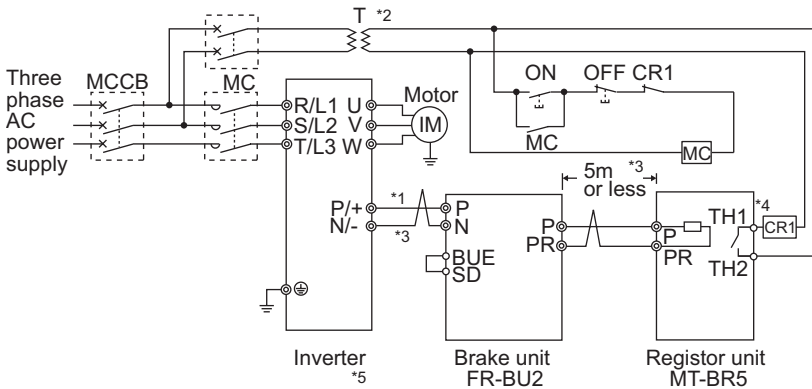 T *2
Three
phase
AC
power
supply
MCCB
MC
ON
OFF
CR1
MC
MC
R/L1
S/L2
T/L3
U
V
W
Motor
IM
P/+
N/-
*1
*3
P
N
BUE
SD
P
PR
5m *3
or less
P
PR
TH1
TH2
*4
CR1
Inverter
*5
Brake unit
FR-BU2
Registor unit
MT-BR5